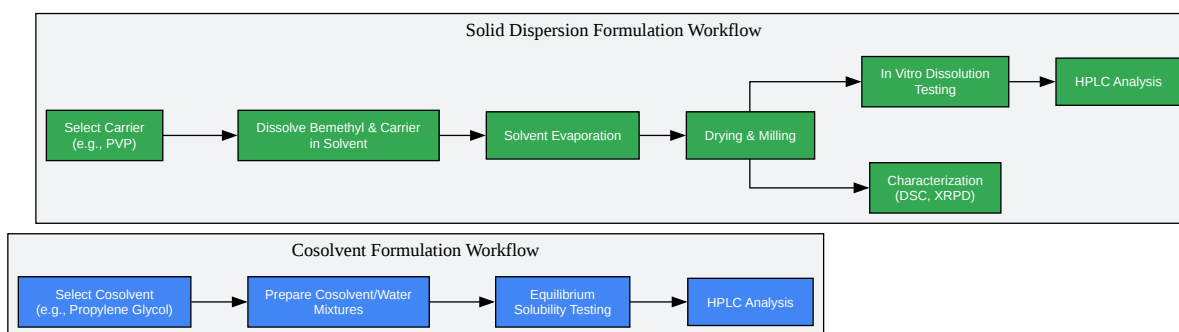 Solid Dispersion Formulation Workflow
Select Carrier
(e.g., PVP)
Dissolve Bemethyl & Carrier
in Solvent
Solvent Evaporation
Drying & Milling
In Vitro Dissolution
Testing
HPLC Analysis
Characterization
(DSC, XRPD)
Cosolvent Formulation Workflow
Select Cosolvent
(e.g., Propylene Glycol)
Prepare Cosolvent/Water
Mixtures
Equilibrium
Solubility Testing
HPLC Analysis